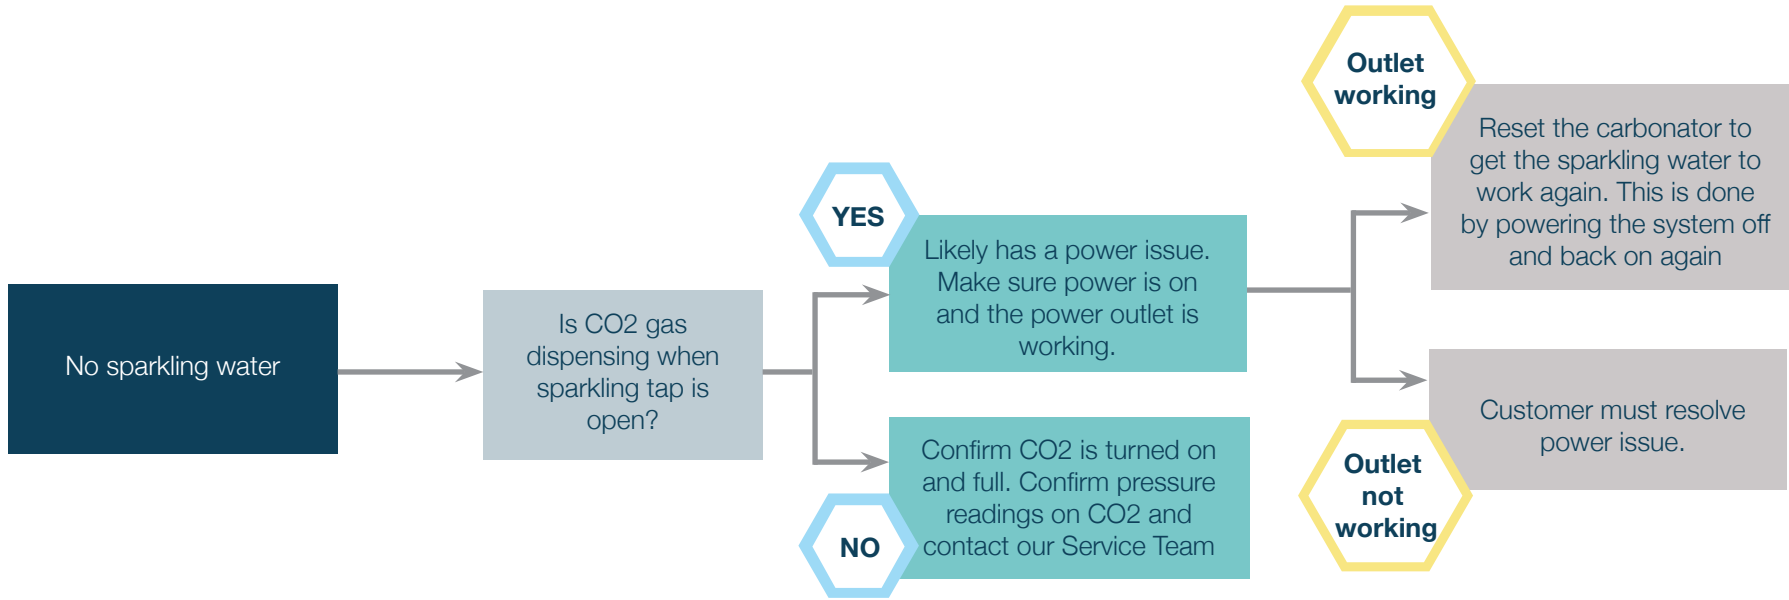 No sparkling water
Is CO2 gas
dispensing when
sparkling tap is
open?
YES
Likely has a power issue.
Make sure power is on
and the power outlet is
working.
NO
Confirm CO2 is turned on
and full. Confirm pressure
readings on CO2 and
contact our Service Team
Outlet
working
Reset the carbonator to
get the sparkling water to
work again. This is done
by powering the system off
and back on again
Outlet
not
working
Customer must resolve
power issue.